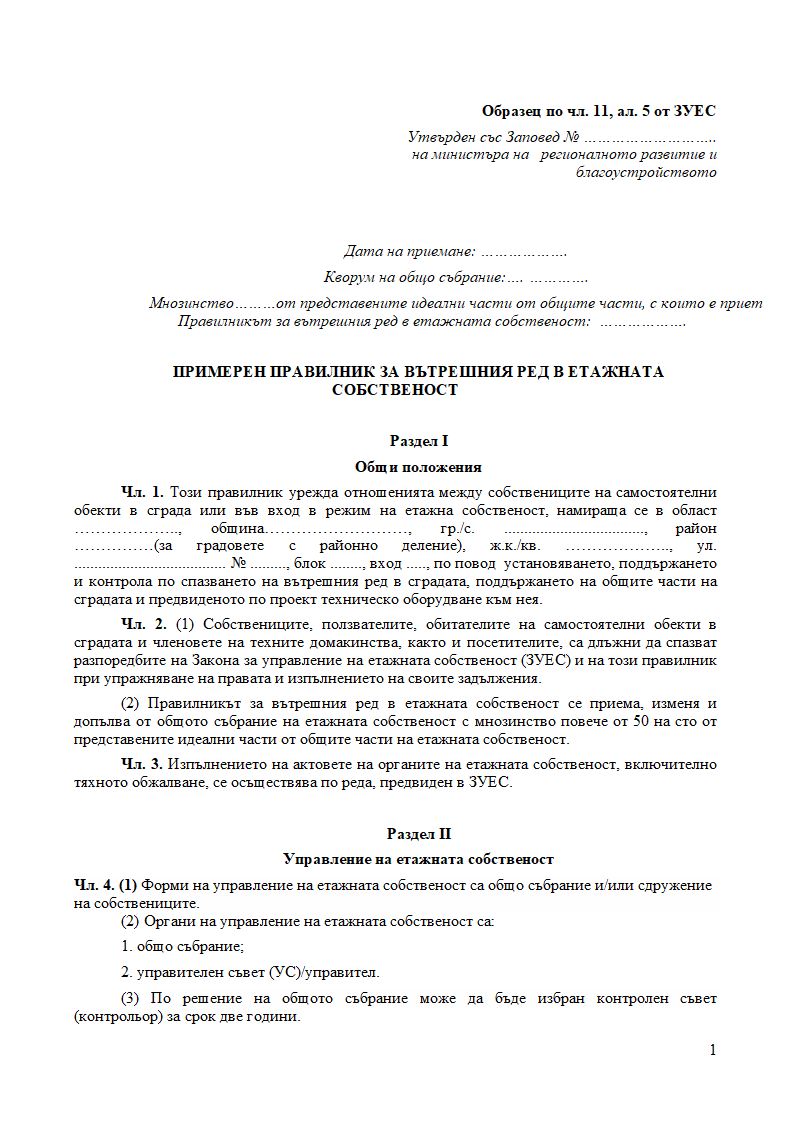 Образец по чл. 11, ал. 5 от ЗУЕС
Утвърден със Заповед № ………………………..
на министъра на регионалното развитие и
благоустройството
Дата на приемане: ……………….
Кворум на общо събрание:…. ………….
Мнозинство………от представените идеални части от общите части, с които е приет
Правилникът за вътрешния ред в етажната собственост: ……………….
ПРИМЕРЕН ПРАВИЛНИК ЗА ВЪТРЕШНИЯ РЕД В ЕТАЖНАТА
СОБСТВЕНОСТ
Раздел I
Общи положения
Чл. 1. Този правилник урежда отношенията между собствениците на самостоятелни
обекти в сграда или във вход в режим на етажна собственост, намираща се в област
……………….., община………………………, гр./с. ..................................., район
……………(за градовете с районно деление), ж.к./кв. ……………….., ул.
...................................... № ........., блок ........, вход ....., по повод установяването, поддържането
и контрола по спазването на вътрешния ред в сградата, поддържането на общите части на
сградата и предвиденото по проект техническо оборудване към нея.
Чл. 2. (1) Собствениците, ползвателите, обитателите на самостоятелни обекти в
сградата и членовете на техните домакинства, както и посетителите, са длъжни да спазват
разпоредбите на Закона за управление на етажната собственост (ЗУЕС) и на този правилник
при упражняване на правата и изпълнението на своите задължения.
(2) Правилникът за вътрешния ред в етажната собственост се приема, изменя и
допълва от общото събрание на етажната собственост с мнозинство повече от 50 на сто от
представените идеални части от общите части на етажната собственост.
Чл. 3. Изпълнението на актовете на органите на етажната собственост, включително
тяхното обжалване, се осъществява по реда, предвиден в ЗУЕС.
Раздел II
Управление на етажната собственост
Чл. 4. (1) Форми на управление на етажната собственост са общо събрание и/или сдружение
на собствениците.
(2) Органи на управление на етажната собственост са:
1. общо събрание;
2. управителен съвет (УС)/управител.
(3) По решение на общото събрание може да бъде избран контролен съвет
(контрольор) за срок две години.
1